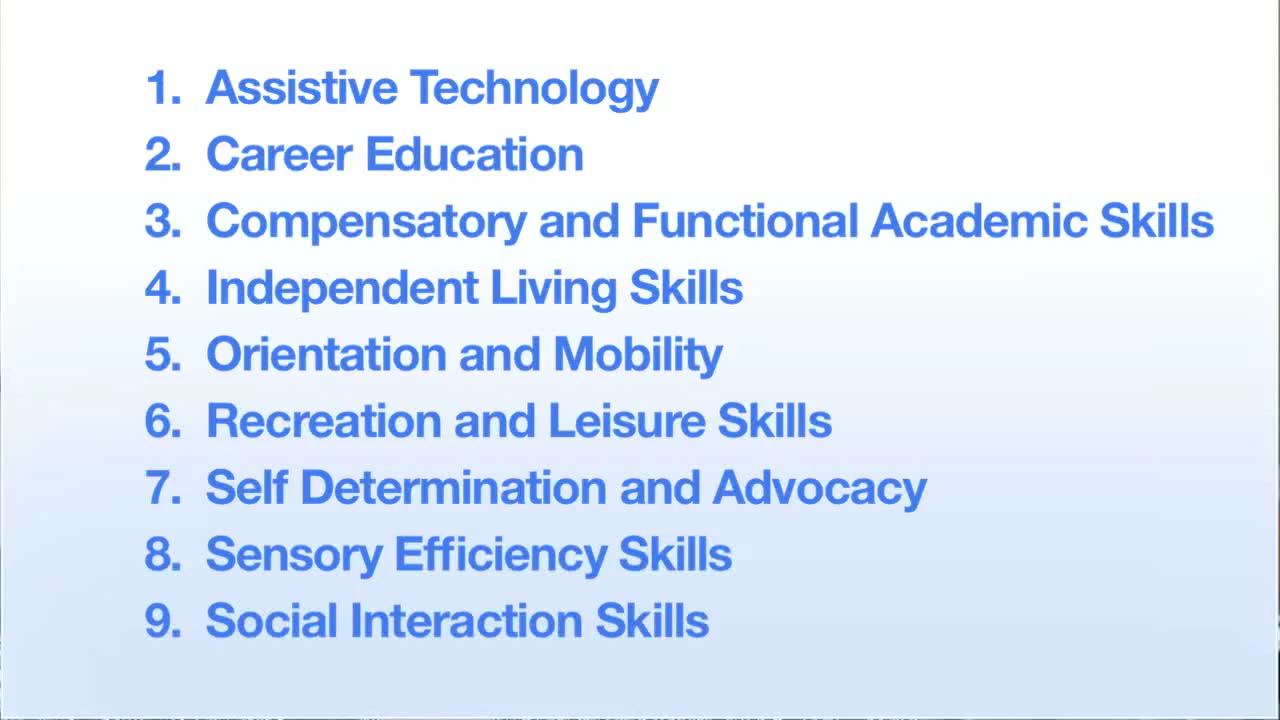 1. Assistive Technology
2. Career Education
3. Compensatory and Functional Academic Skills
4. Independent Living Skills
5. Orientation and Mobility
6. Recreation and Leisure Skills
7. Self Determination and Advocacy
8. Sensory Efficiency Skills
9. Social Interaction Skills